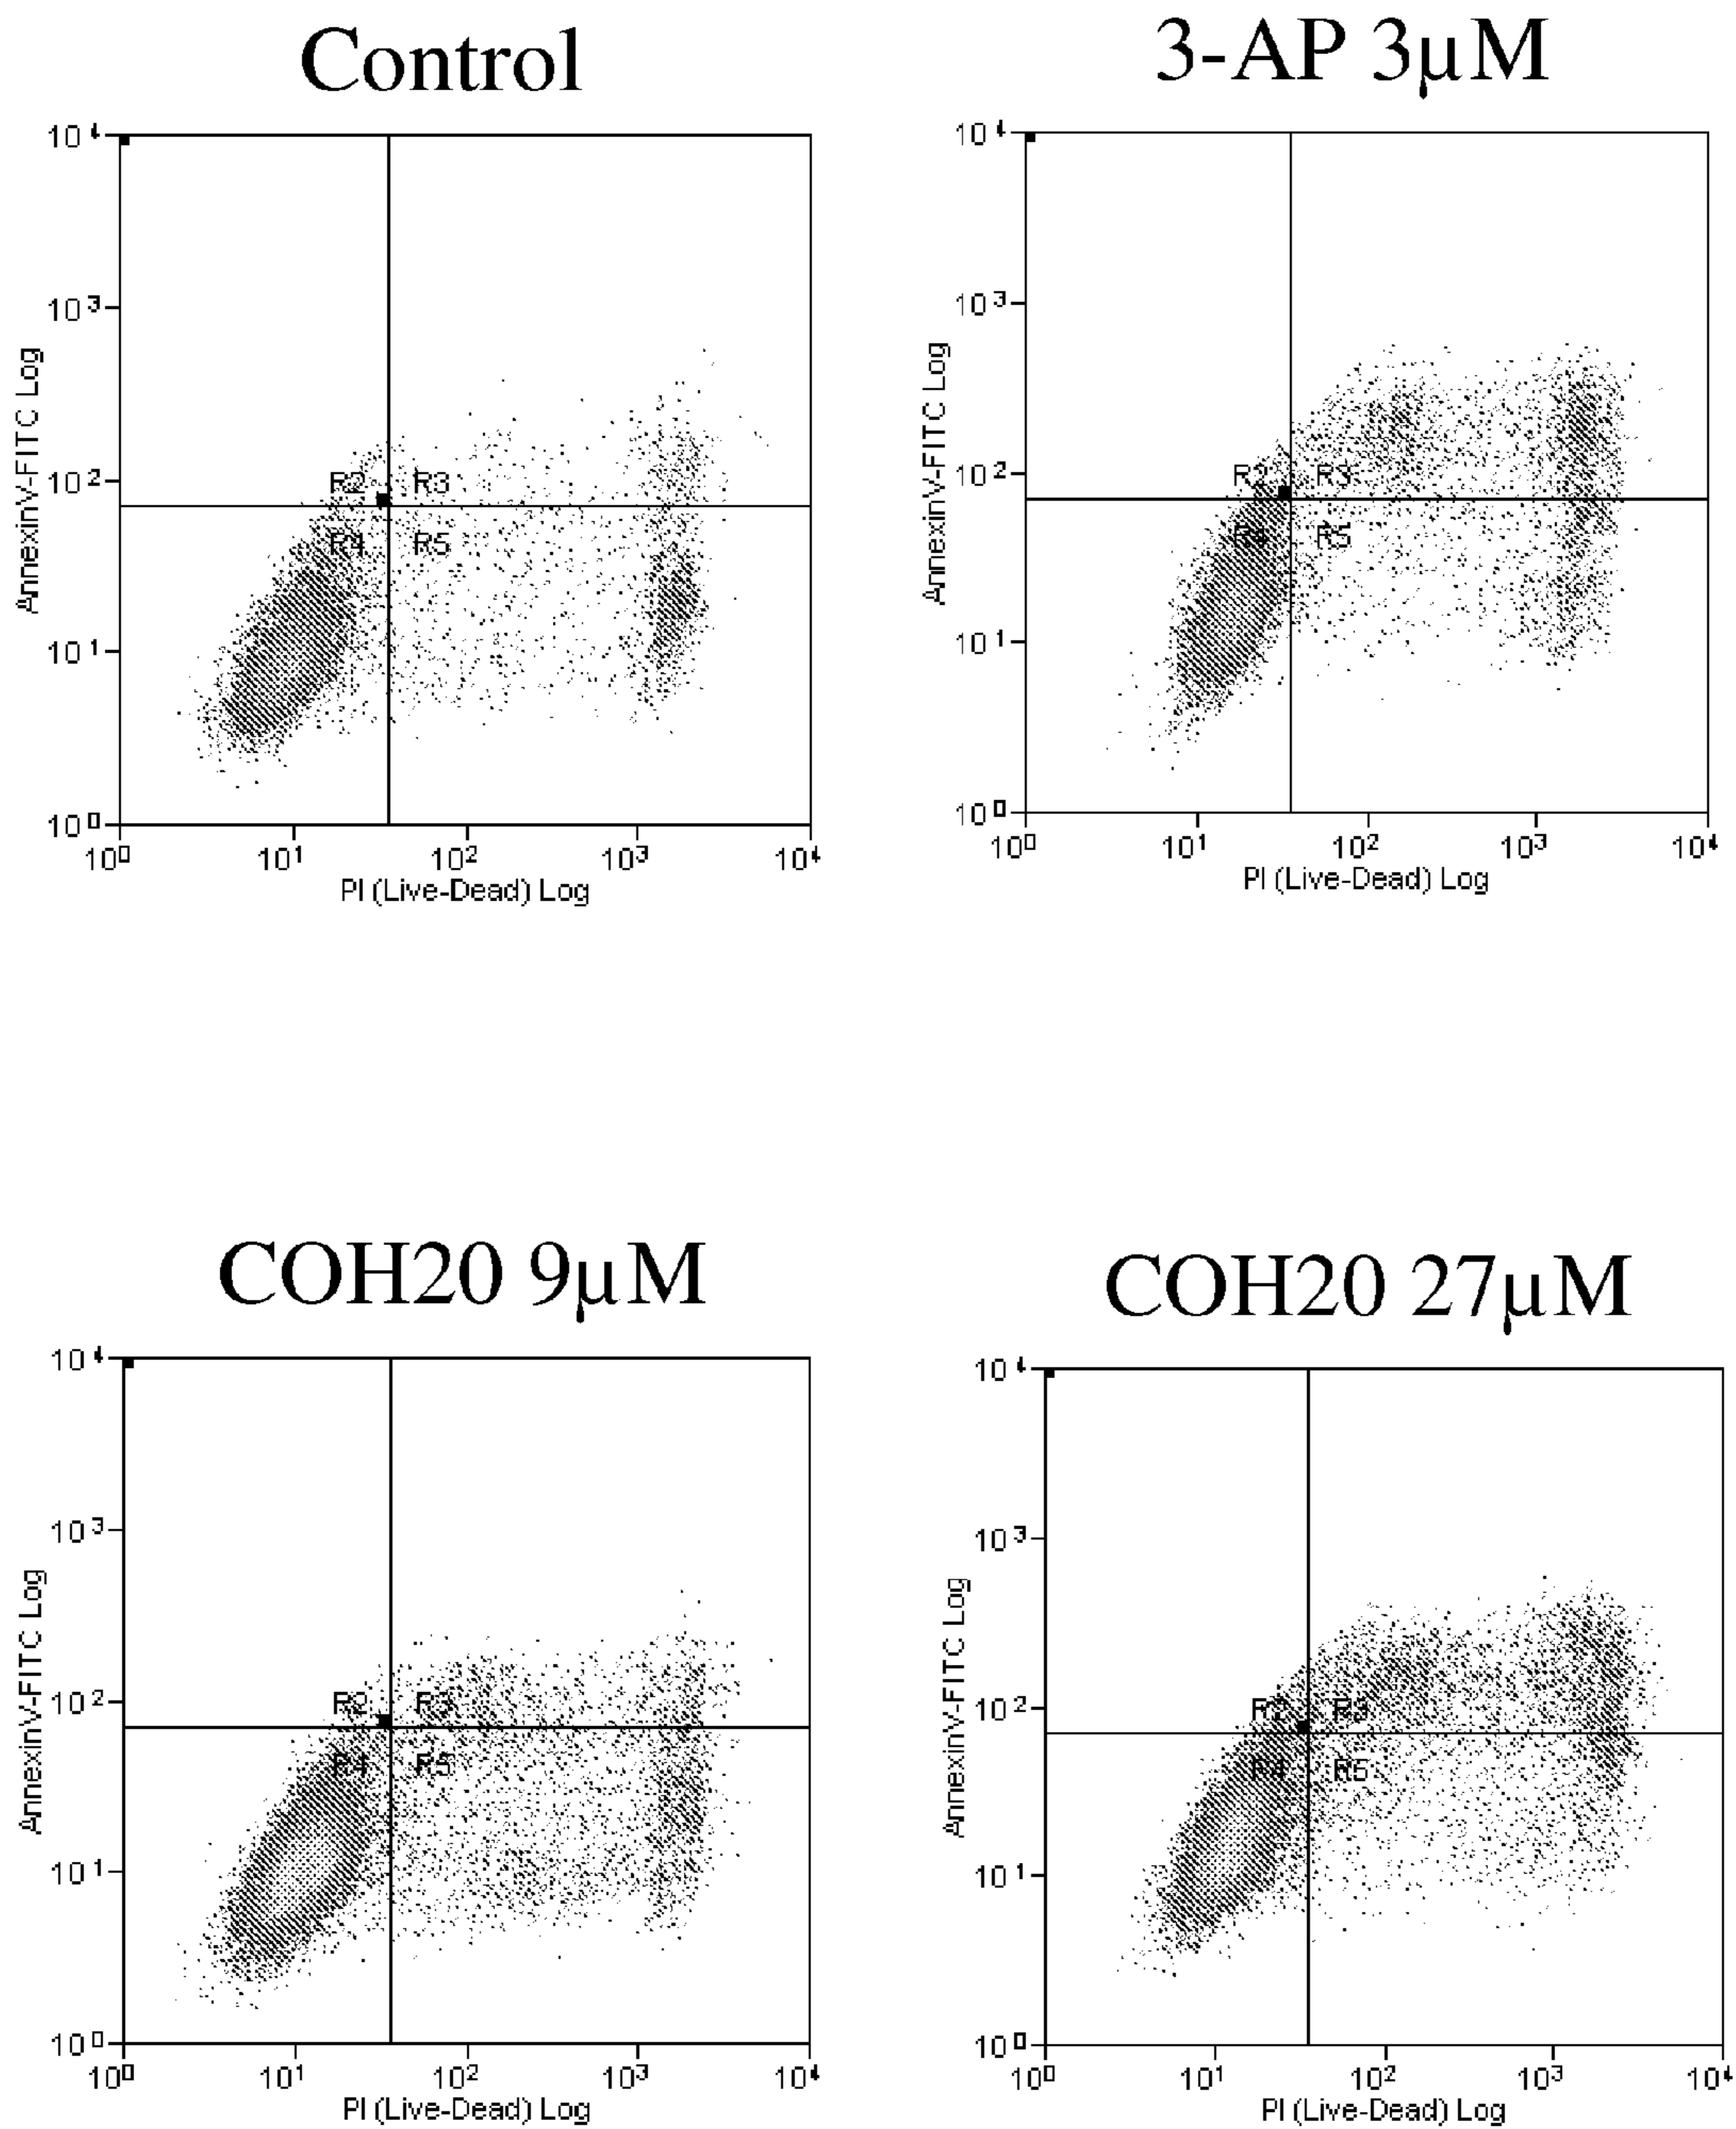 Control
10⁴
10³
10²
10¹
10⁰
AnnexinV-FITC Log
R2 R3
R4 R5
10⁰ 10¹ 10² 10³ 10⁴
PI (Live-Dead) Log
3-AP 3µM
10⁴
10³
10²
10¹
10⁰
AnnexinV-FITC Log
R2 R3
R4 R5
10⁰ 10¹ 10² 10³ 10⁴
PI (Live-Dead) Log
COH20 9µM
10⁴
10³
10²
10¹
10⁰
AnnexinV-FITC Log
R2 R3
R4 R5
10⁰ 10¹ 10² 10³ 10⁴
PI (Live-Dead) Log
COH20 27µM
10⁴
10³
10²
10¹
10⁰
AnnexinV-FITC Log
R2 R3
R4 R5
10⁰ 10¹ 10² 10³ 10⁴
PI (Live-Dead) Log